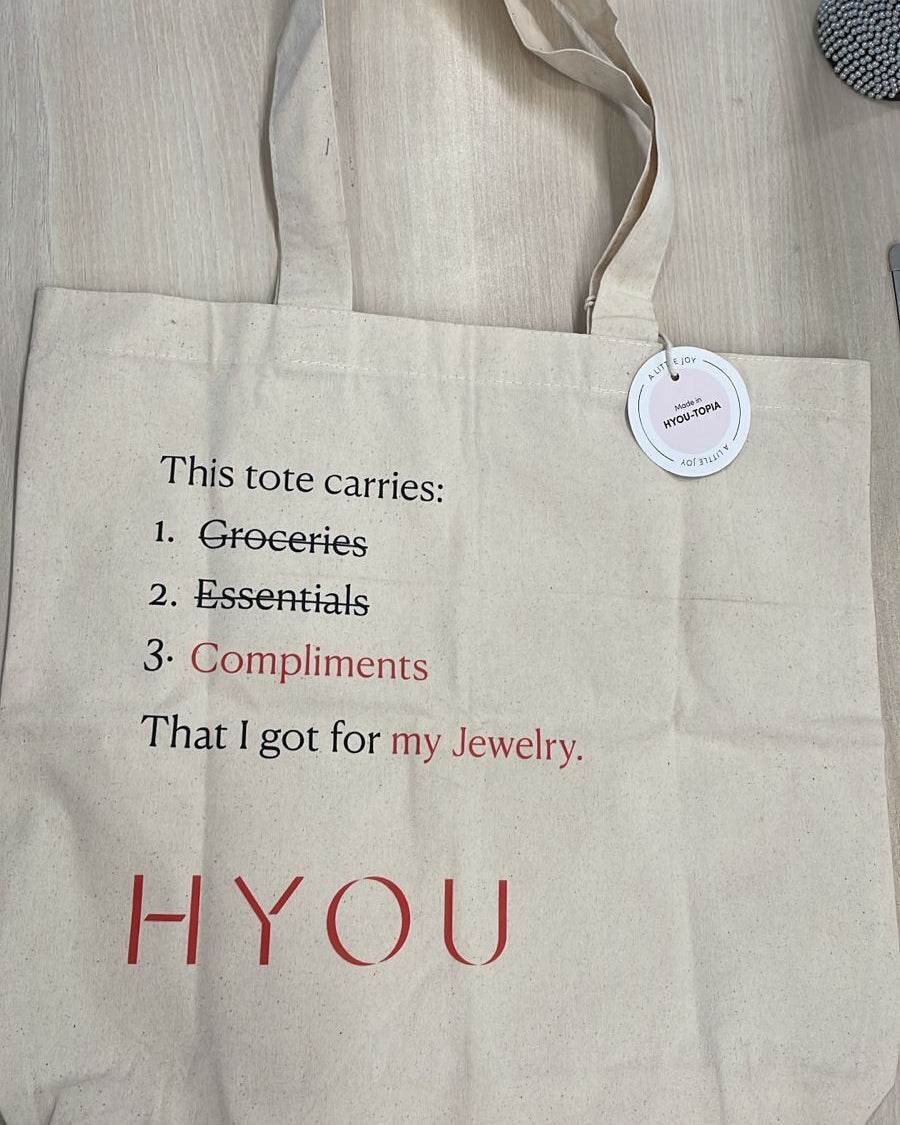 This tote carries:
1. Groceries
2. Essentials
3. Compliments
That I got for my Jewelry.
HYOU
A LITTLE JOY
Made in
HYOU-TOPIA
A LITTLE JOY